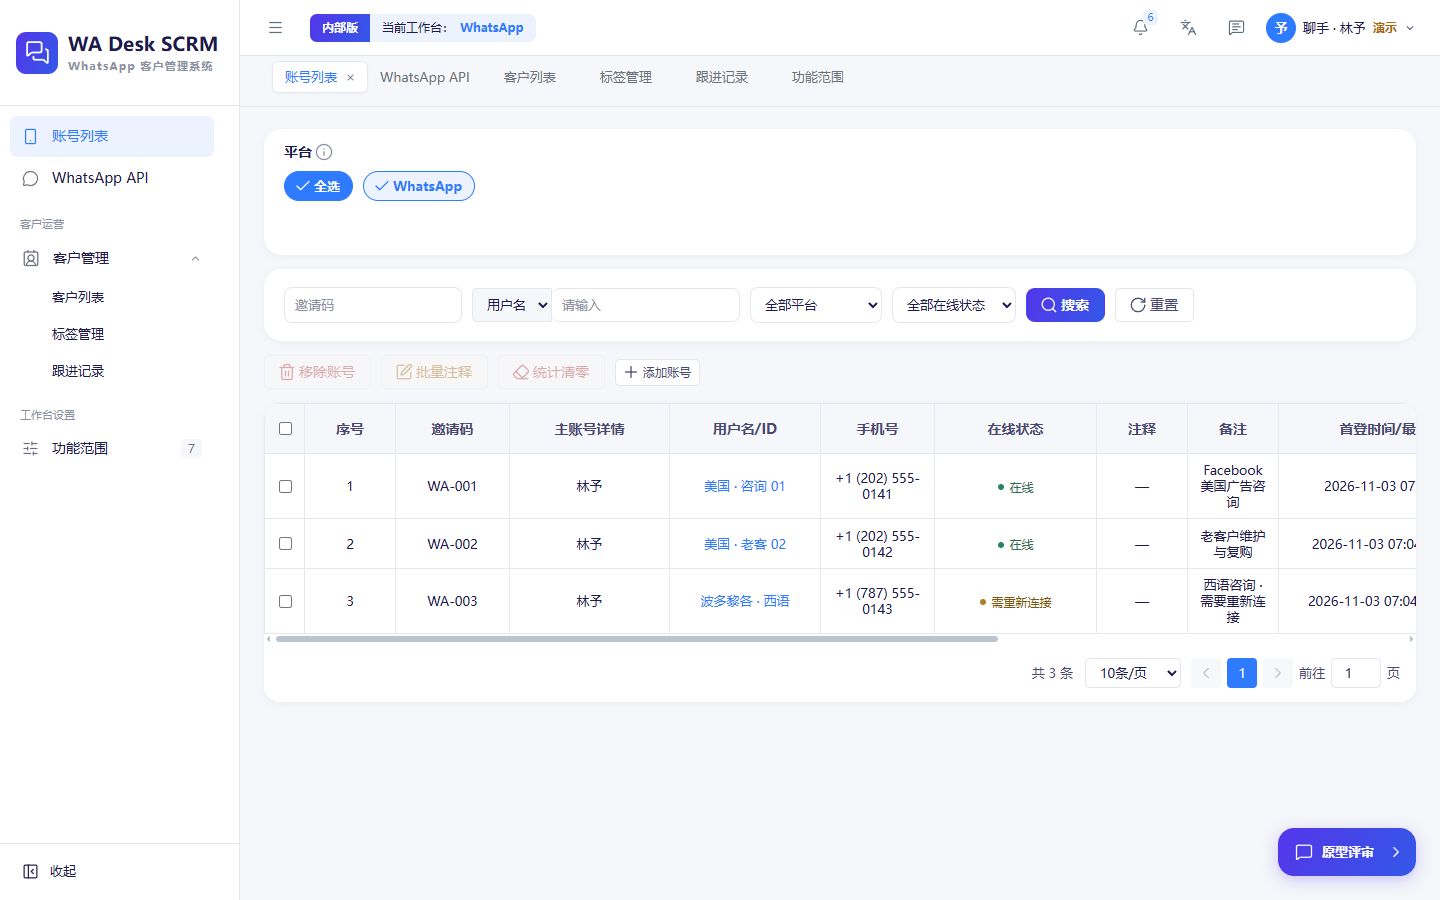 WA Desk SCRM
WhatsApp 客户管理系统
账号列表
WhatsApp API
客户运营
客户管理
客户列表
标签管理
跟进记录
工作台设置
功能范围 7
收起
内部版 当前工作台： WhatsApp
6
予 聊手 · 林予 演示
账号列表 × WhatsApp API 客户列表 标签管理 跟进记录 功能范围
平台
全选 WhatsApp
邀请码 用户名 请输入 全部平台 全部在线状态 搜索 重置
移除账号 批量注释 统计清零 添加账号
序号 邀请码 主账号详情 用户名/ID 手机号 在线状态 注释 备注 首登时间/最
1 WA-001 林予 美国 · 咨询 01 +1 (202) 555-0141 在线 — Facebook 美国广告咨询 2026-11-03 07
2 WA-002 林予 美国 · 老客 02 +1 (202) 555-0142 在线 — 老客户维护与复购 2026-11-03 07:04
3 WA-003 林予 波多黎各 · 西语 +1 (787) 555-0143 需重新连接 — 西语咨询 · 需要重新连接 2026-11-03 07:04
共 3 条 10条/页 1 前往 1 页
原型评审